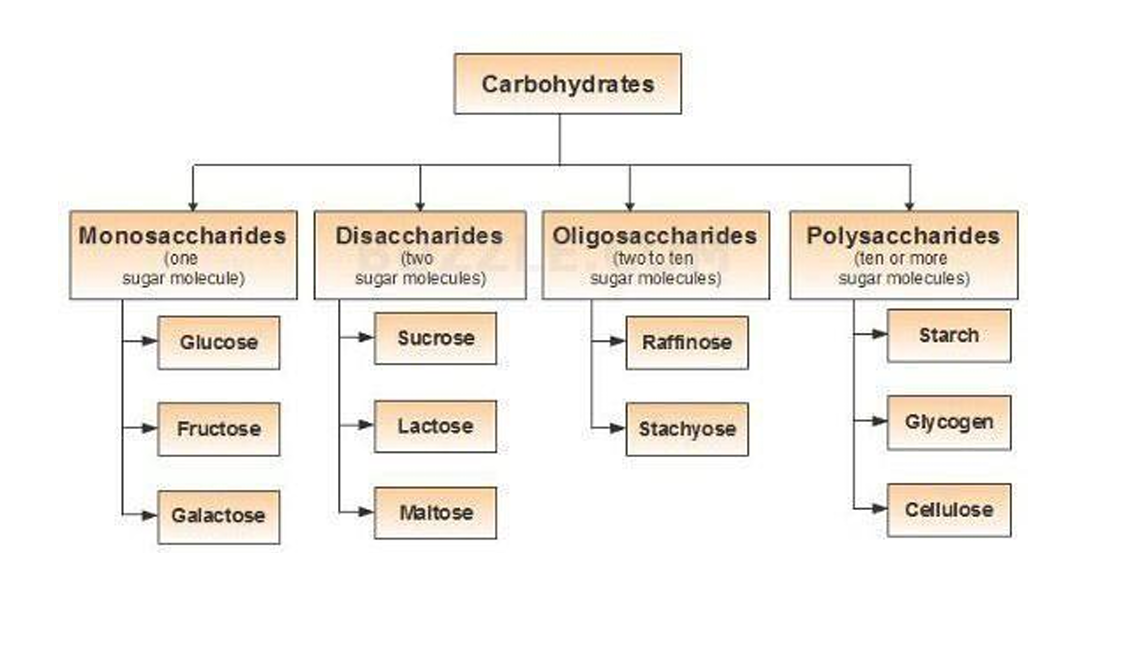 Carbohydrates
Monosaccharides
(one
sugar molecule)
Disaccharides
(two
sugar molecules)
Oligosaccharides
(two to ten
sugar molecules)
Polysaccharides
(ten or more
sugar molecules)
Glucose
Fructose
Galactose
Sucrose
Lactose
Maltose
Raffinose
Stachyose
Starch
Glycogen
Cellulose